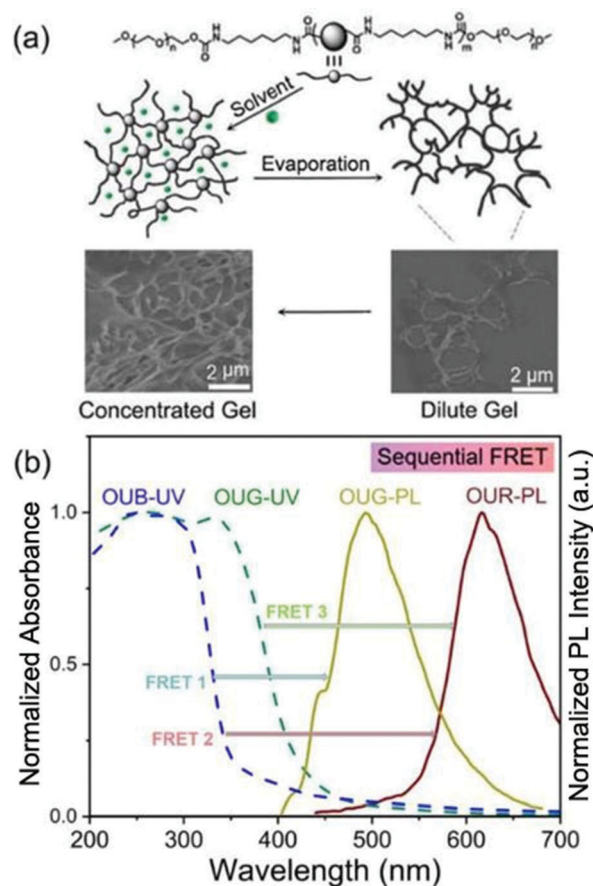 (a)
O O n O O N H O N H O m O O n O
Solvent
Evaporation
2 µm
2 µm
Concentrated Gel
Dilute Gel
(b)
Sequential FRET
OUB-UV OUG-UV OUG-PL OUR-PL
1.0
FRET 3
0.5
FRET 1
FRET 2
0.0
200 300 400 500 600 700
Wavelength (nm)
Normalized Absorbance
Normalized PL Intensity (a.u.)